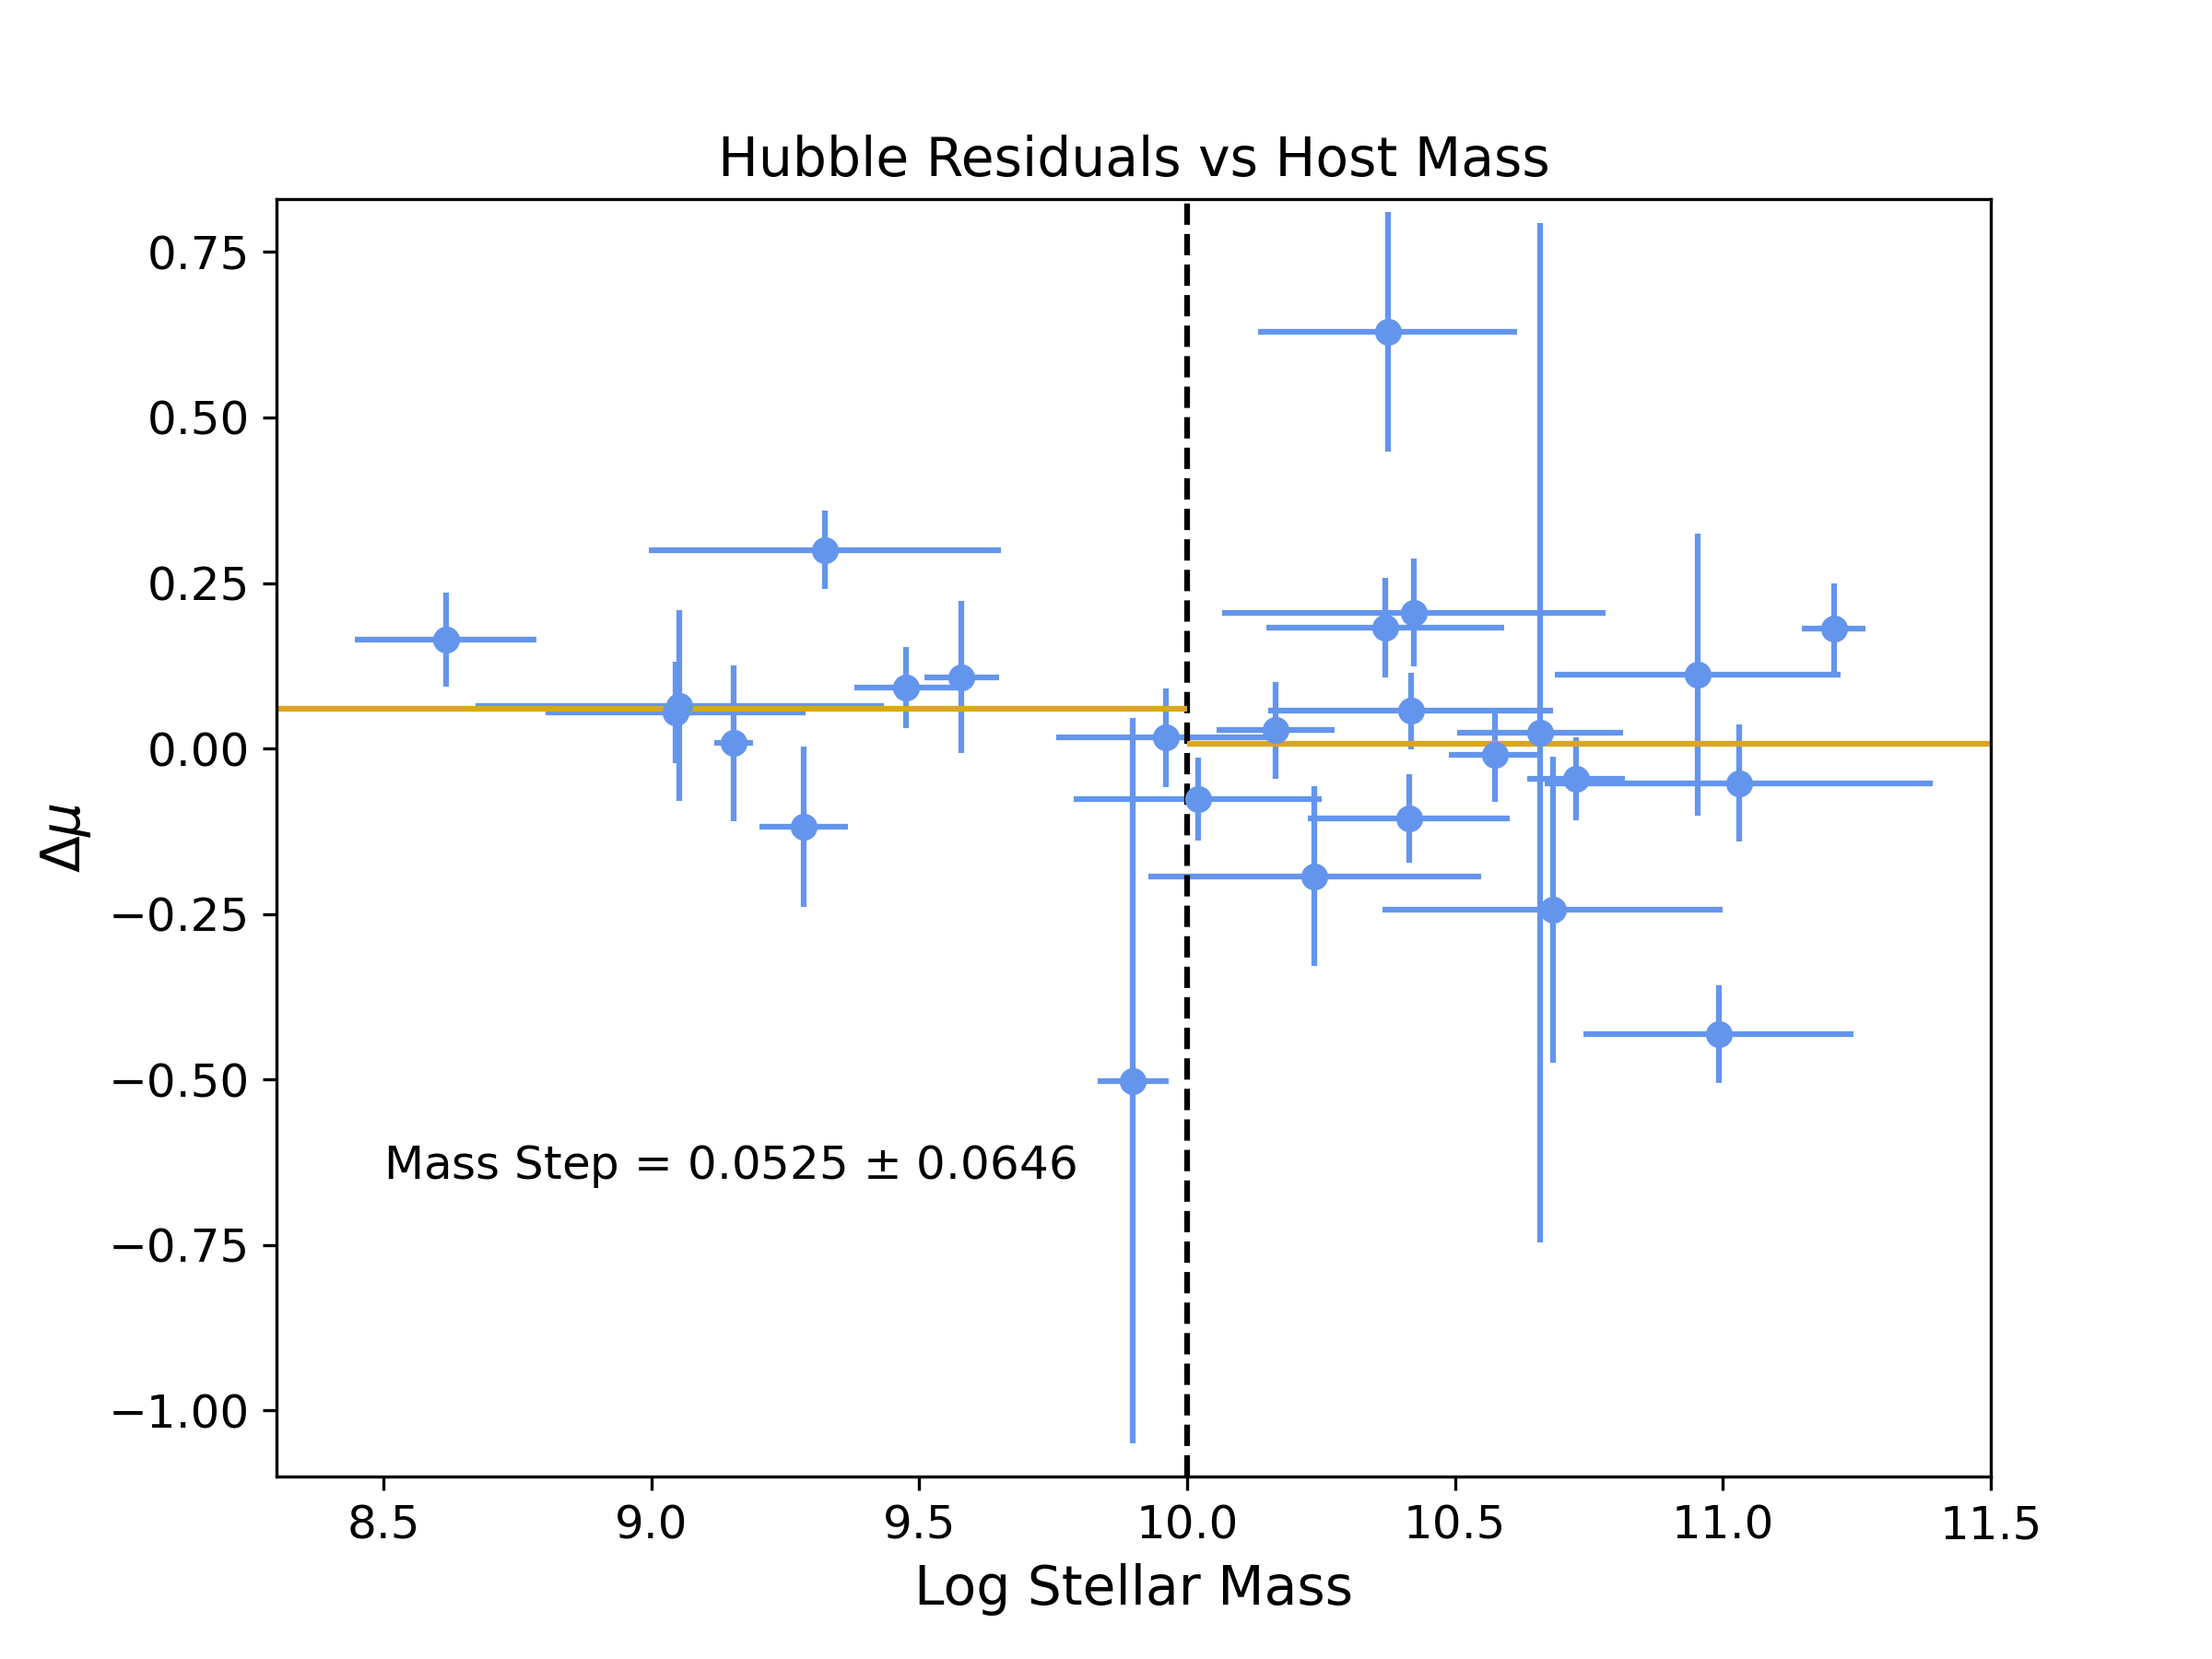 Hubble Residuals vs Host Mass
0.75
0.50
0.25
0.00
−0.25
−0.50
−0.75
−1.00
Δμ
Mass Step = 0.0525 ± 0.0646
8.5 9.0 9.5 10.0 10.5 11.0 11.5
Log Stellar Mass